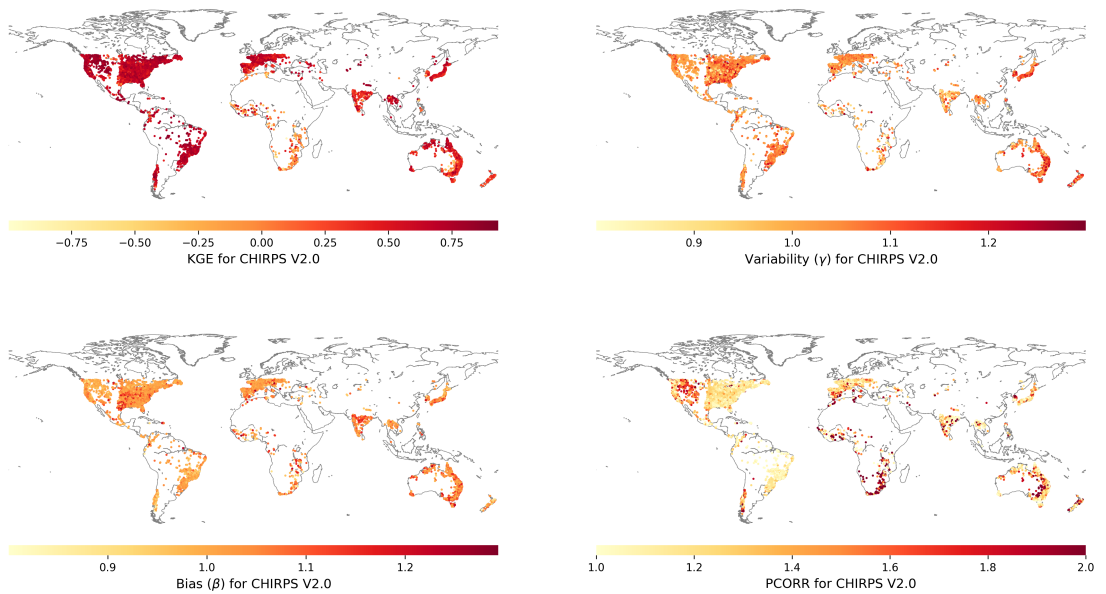 −0.75 −0.50 −0.25 0.00 0.25 0.50 0.75
KGE for CHIRPS V2.0
0.9 1.0 1.1 1.2
Variability (γ) for CHIRPS V2.0
0.9 1.0 1.1 1.2
Bias (β) for CHIRPS V2.0
1.0 1.2 1.4 1.6 1.8 2.0
PCORR for CHIRPS V2.0